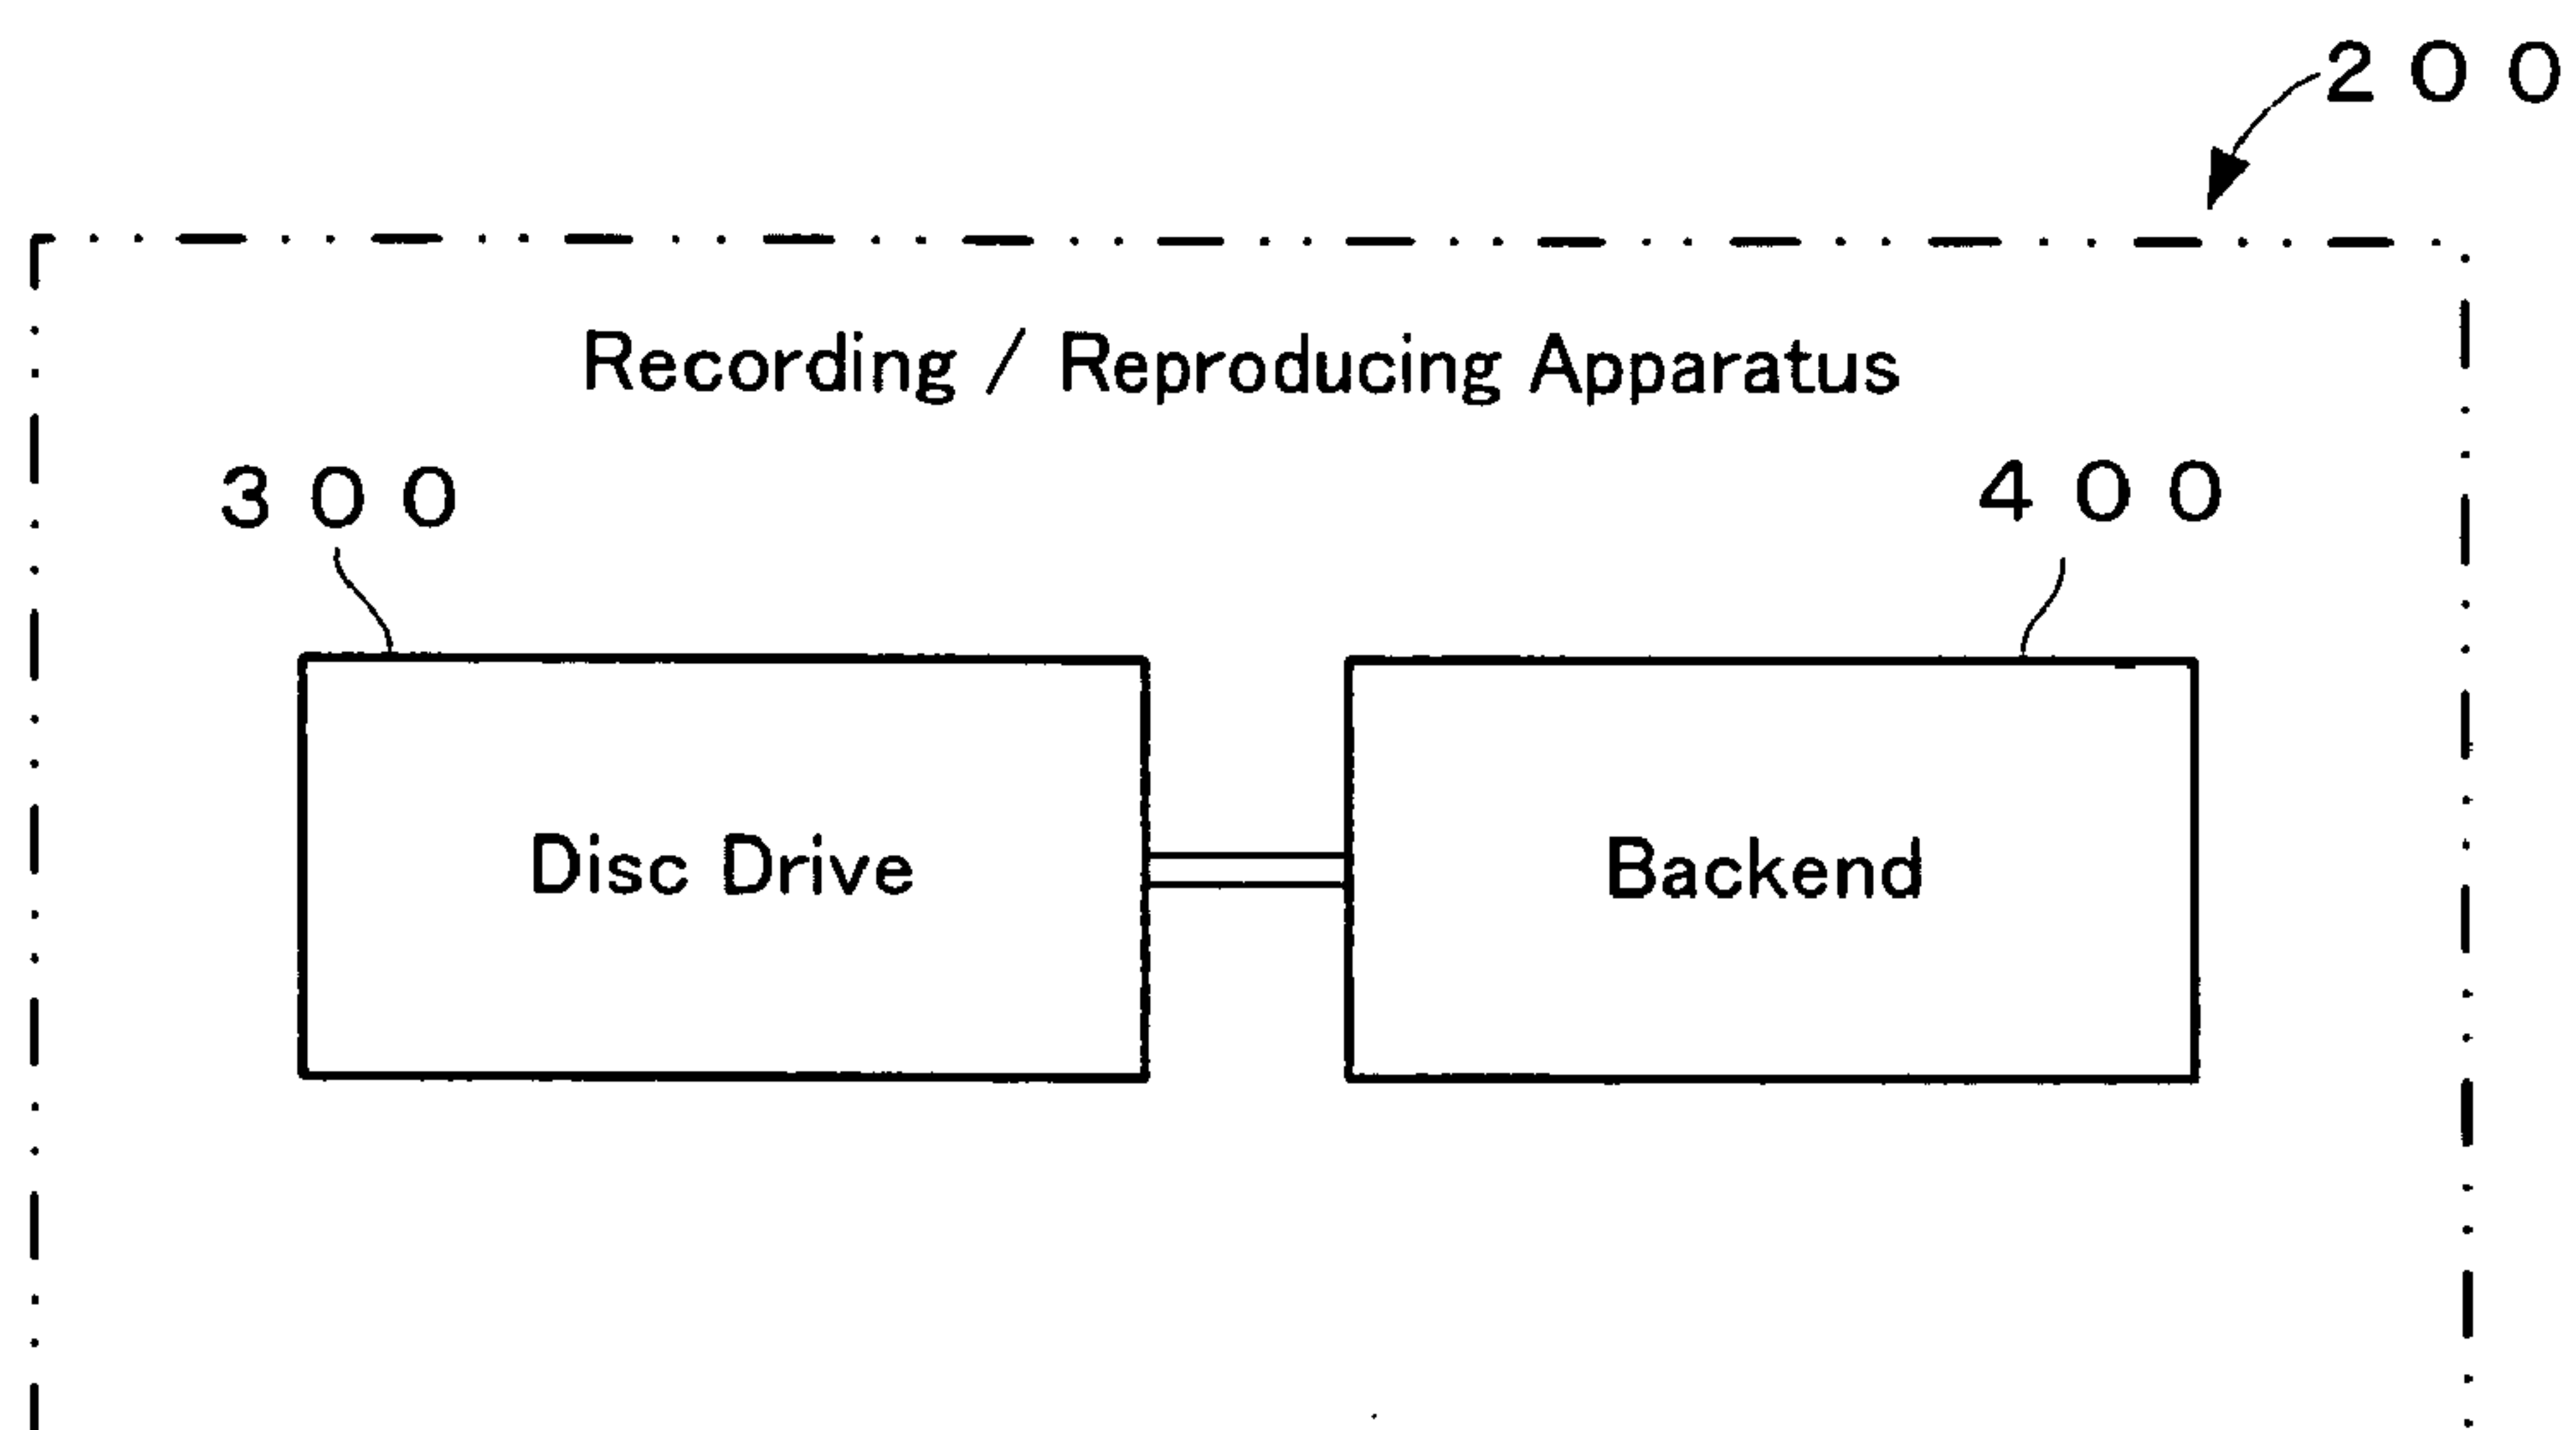 200
Recording / Reproducing Apparatus
300
400
Disc Drive
Backend